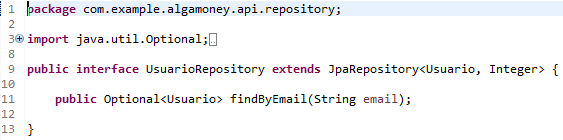 1 package com.example.algamoney.api.repository;
2
3 import java.util.Optional;
8
9 public interface UsuarioRepository extends JpaRepository<Usuario, Integer> {
10
11 public Optional<Usuario> findByEmail(String email);
12
13 }